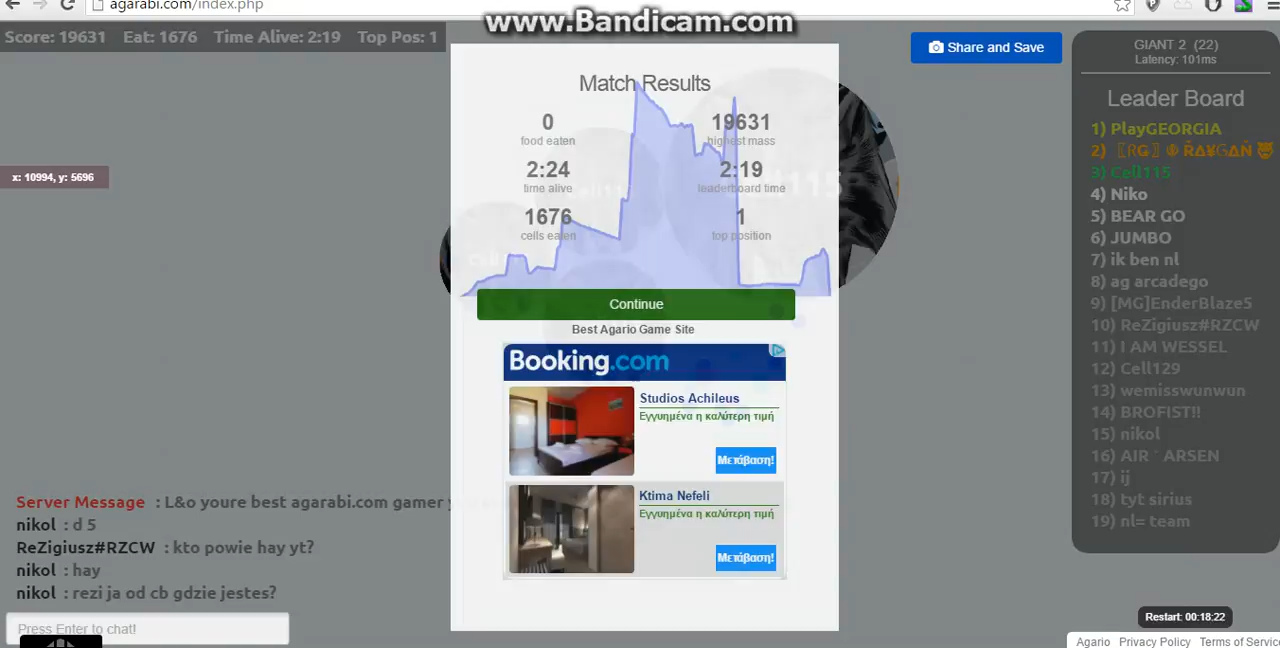 agarabi.com/index.php
www.Bandicam.com
Score: 19631 Eat: 1676 Time Alive: 2:19 Top Pos: 1
x: 10994, y: 5696
Match Results
0
food eaten
19631
highest mass
2:24
time alive
2:19
leaderboard time
1676
cells eaten
1
top position
Continue
Best Agario Game Site
Booking.com
Studios Achileus
Εγγυημένα η καλύτερη τιμή
Μετάβαση!
Ktima Nefeli
Εγγυημένα η καλύτερη τιμή
Μετάβαση!
Share and Save
GIANT 2 (22)
Latency: 101ms
Leader Board
1) PlayGEORGIA
2)
3) Cell115
4) Niko
5) BEAR GO
6) JUMBO
7) ik ben nl
8) ag arcadego
9) [MG]EnderBlaze5
10) ReZigiusz#RZCW
11) I AM WESSEL
12) Cell129
13) wemisswunwun
14) BROFIST!!
15) nikol
16) AIR ` ARSEN
17) ij
18) tyt sirius
19) nl= team
Server Message : L&o youre best agarabi.com gamer
nikol : d 5
ReZigiusz#RZCW : kto powie hay yt?
nikol : hay
nikol : rezi ja od cb gdzie jestes?
Press Enter to chat!
Restart: 00:18:22
Agario Privacy Policy Terms of Service